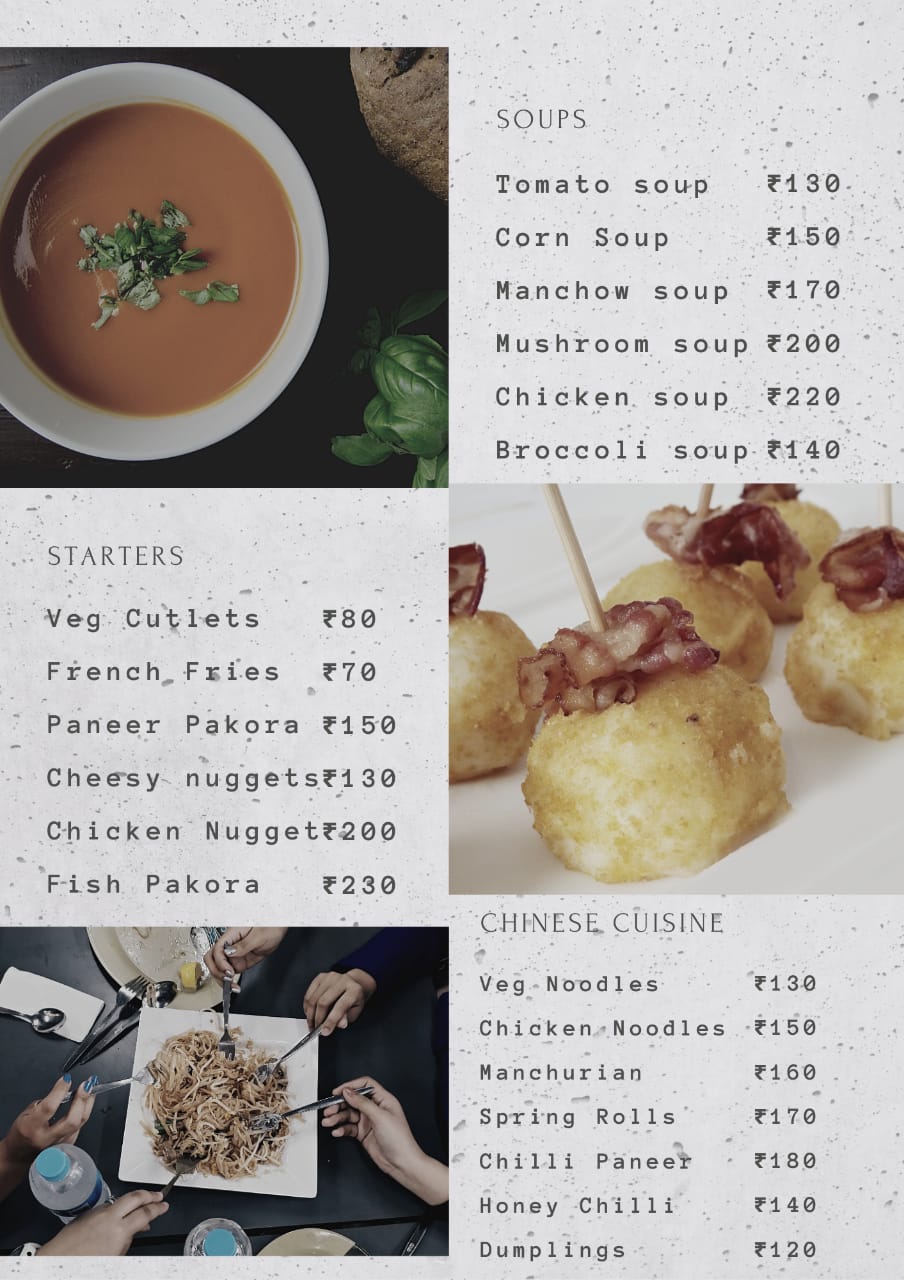 SOUPS
Tomato soup ₹130
Corn Soup ₹150
Manchow soup ₹170
Mushroom soup ₹200
Chicken soup ₹220
Broccoli soup ₹140
STARTERS
Veg Cutlets ₹80
French Fries ₹70
Paneer Pakora ₹150
Cheesy nuggets₹130
Chicken Nugget₹200
Fish Pakora ₹230
CHINESE CUISINE
Veg Noodles ₹130
Chicken Noodles ₹150
Manchurian ₹160
Spring Rolls ₹170
Chilli Paneer ₹180
Honey Chilli ₹140
Dumplings ₹120